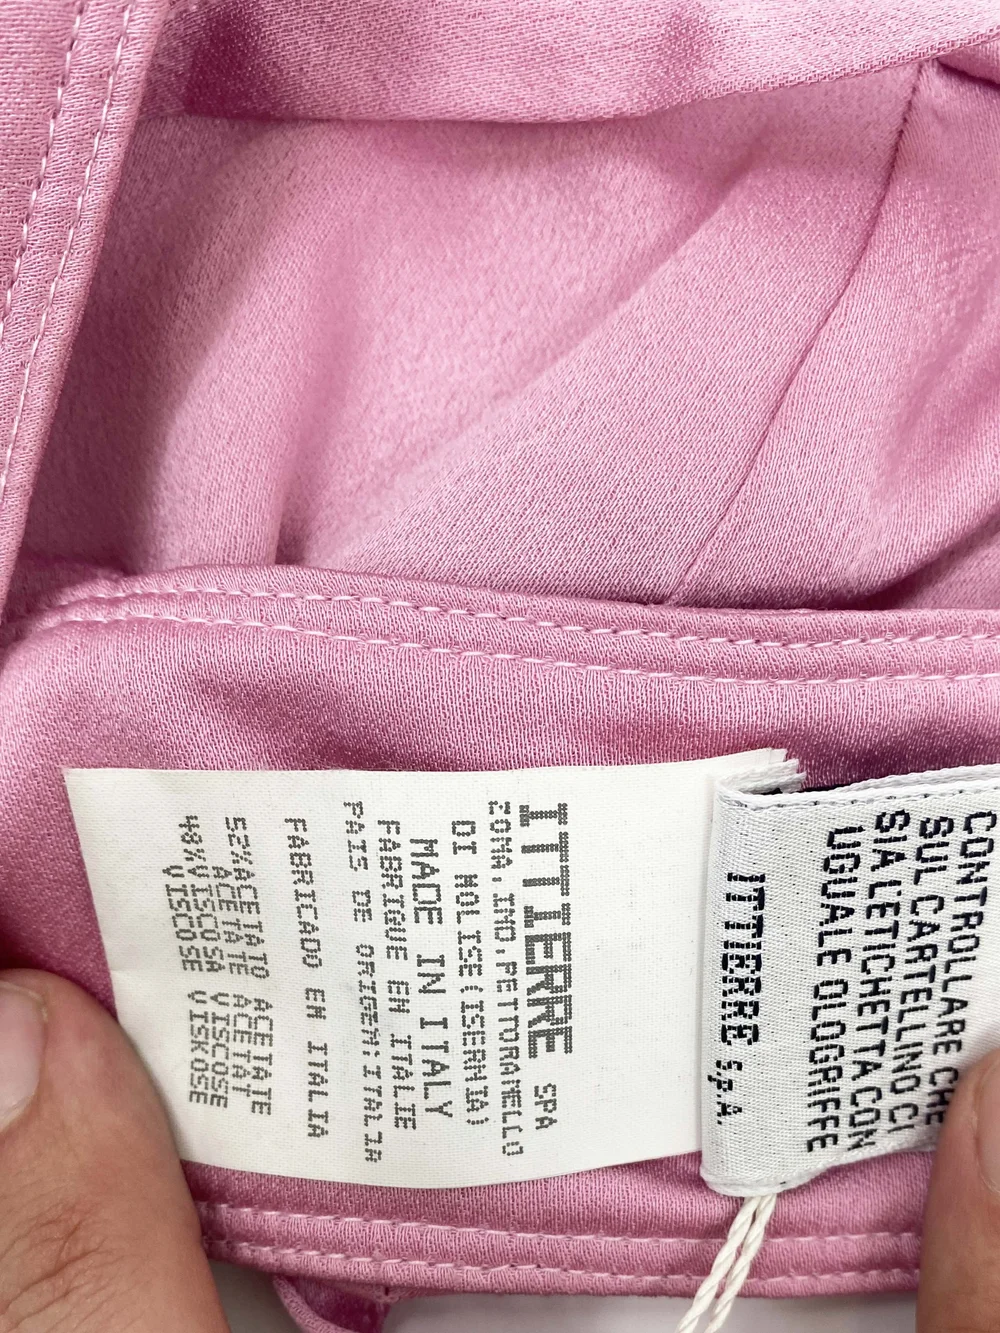 ITTIERRE SPA
ZONA.IND.PETTORANELLO
DI MOLISE(ISERNIA)
MADE IN ITALY
FABRIQUE EN ITALIE
PAIS DE ORIGEN:ITALIA
FABRICADO EN ITALIA
52%ACETATO ACETATE
ACETATE ACETAT
48%VISCOSA VISCOSE
VISCOSE VISKOSE
CONTROLLARE CHE
SUL CARTELLINO CI
SIA L'ETICHETTA CON
UGUALE OLOGRIFFE
ITTIERRE S.p.A.